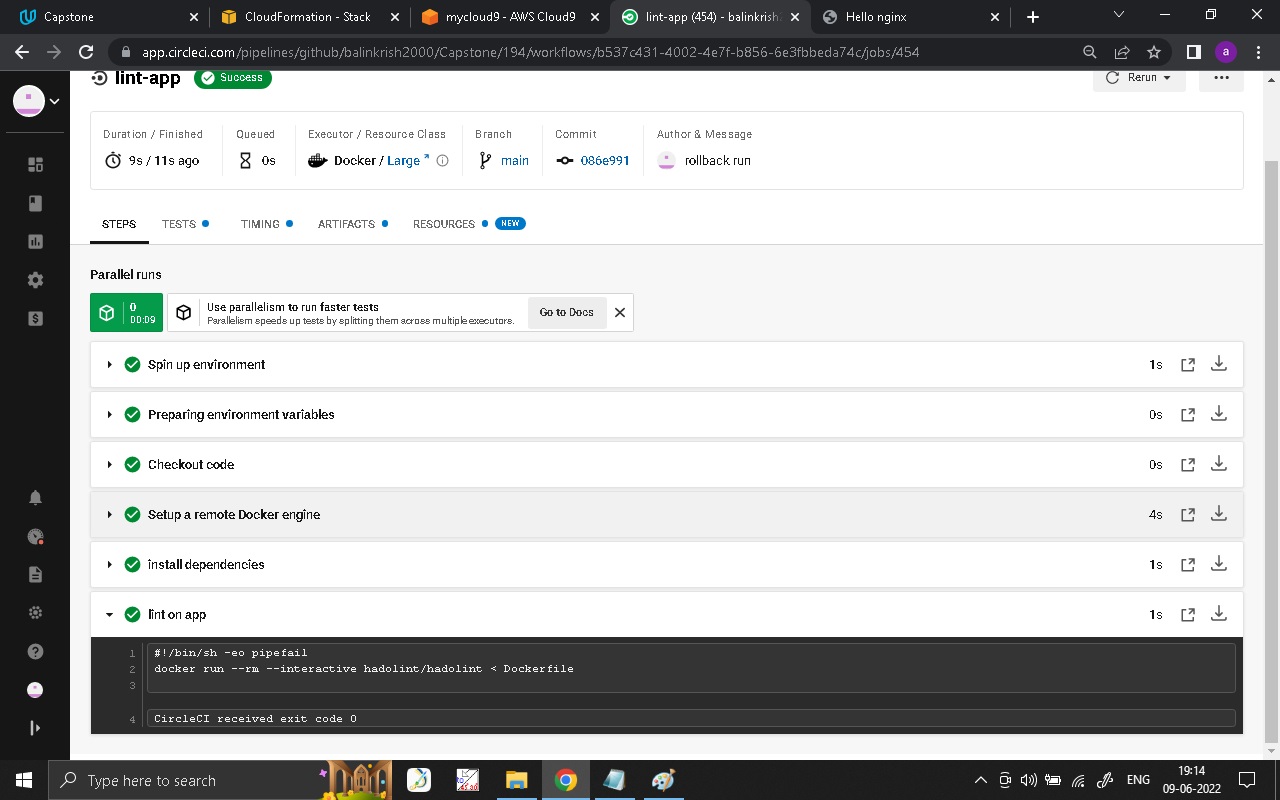 Capstone
CloudFormation - Stack
mycloud9 - AWS Cloud9
lint-app (454) - balinkrish2
Hello nginx
app.circleci.com/pipelines/github/balinkrish2000/Capstone/194/workflows/b537c431-4002-4e7f-b856-6e3fbbeda74c/jobs/454
a
lint-app
Success
Rerun
Duration / Finished
9s / 11s ago
Queued
0s
Executor / Resource Class
Docker / Large
Branch
main
Commit
086e991
Author & Message
rollback run
STEPS
TESTS
TIMING
ARTIFACTS
RESOURCES
NEW
Parallel runs
0
00:09
Use parallelism to run faster tests
Parallelism speeds up tests by splitting them across multiple executors.
Go to Docs
Spin up environment
1s
Preparing environment variables
0s
Checkout code
0s
Setup a remote Docker engine
4s
install dependencies
1s
lint on app
1s
1 #!/bin/sh -eo pipefail
2 docker run --rm --interactive hadolint/hadolint < Dockerfile
3
4 CircleCI received exit code 0
Type here to search
ENG
19:14
09-06-2022